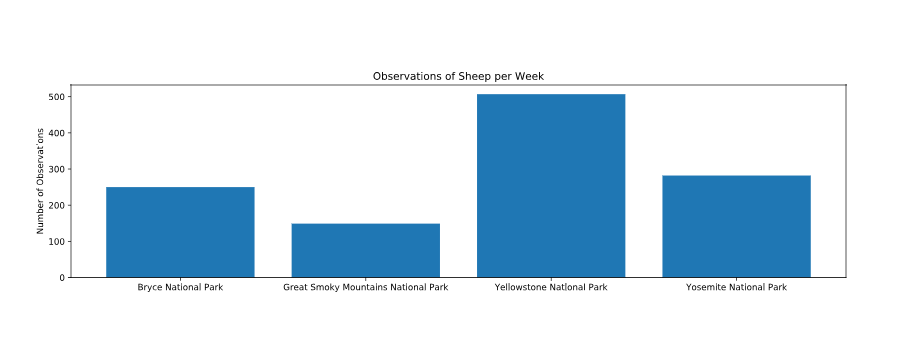 Observations of Sheep per Week
Number of Observations
500
400
300
200
100
0
Bryce National Park
Great Smoky Mountains National Park
Yellowstone National Park
Yosemite National Park